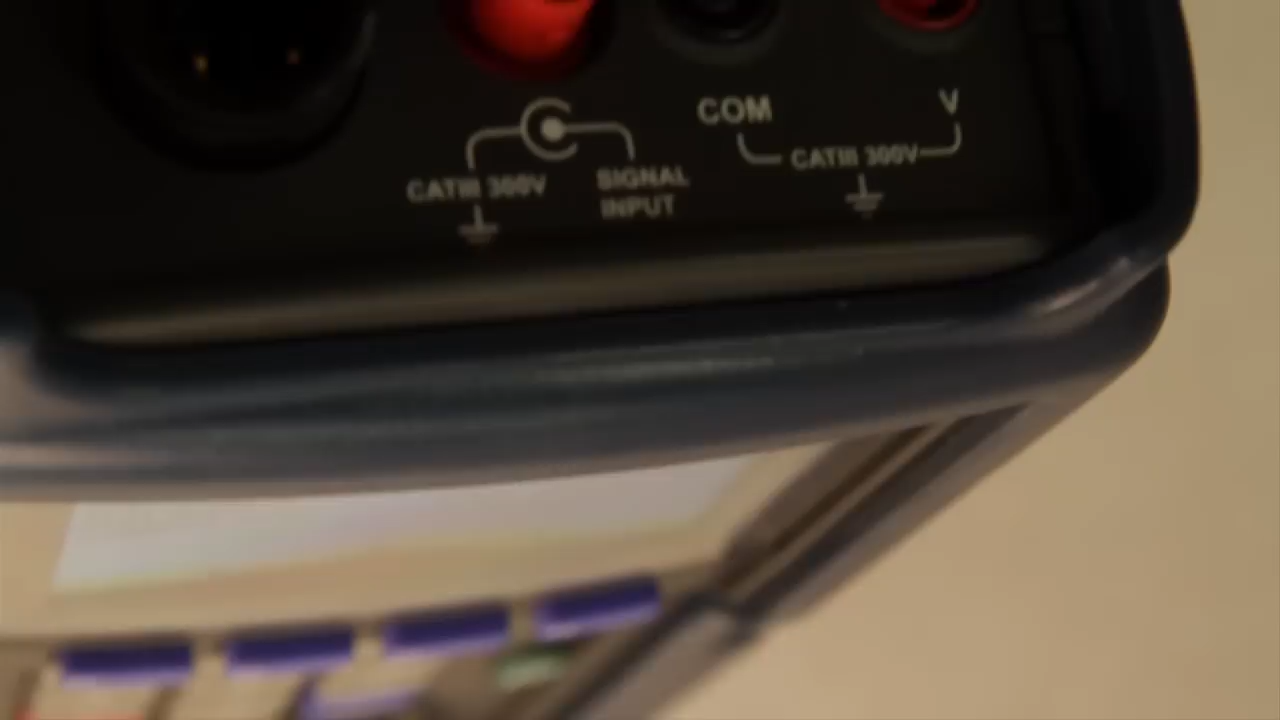 COM
V
CATIII 300V
SIGNAL
INPUT
CATIII 300V